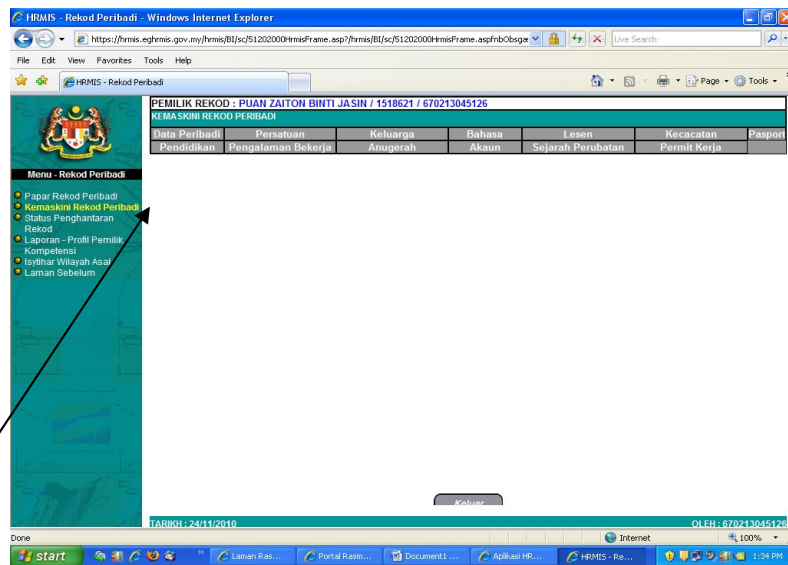 HRMIS - Rekod Peribadi - Windows Internet Explorer
https://hrmis.eghrmis.gov.my/hrmis/BI/sc/51202000HrmisFrame.asp?/hrmis/BI/sc/51202000HrmisFrame.aspfnbObsga
Live Search
File Edit View Favorites Tools Help
HRMIS - Rekod Peribadi
Page Tools
PEMILIK REKOD : PUAN ZAITON BINTI JASIN / 1518621 / 670213045126
KEMASKINI REKOD PERIBADI
Data Peribadi Persatuan Keluarga Bahasa Lesen Kecacatan Pasport
Pendidikan Pengalaman Bekerja Anugerah Akaun Sejarah Perubatan Permit Kerja
Menu - Rekod Peribadi
Papar Rekod Peribadi
Kemaskini Rekod Peribadi
Status Penghantaran
Rekod
Laporan - Profil Pemilik
Kompetensi
Isytihar Wilayah Asal
Laman Sebelum
Keluar
TARIKH : 24/11/2010 OLEH : 670213045126
Done Internet 100%
start Laman Ras... Portal Rasm... Document1 ... Aplikasi HR... HRMIS - Re... 1:34 PM